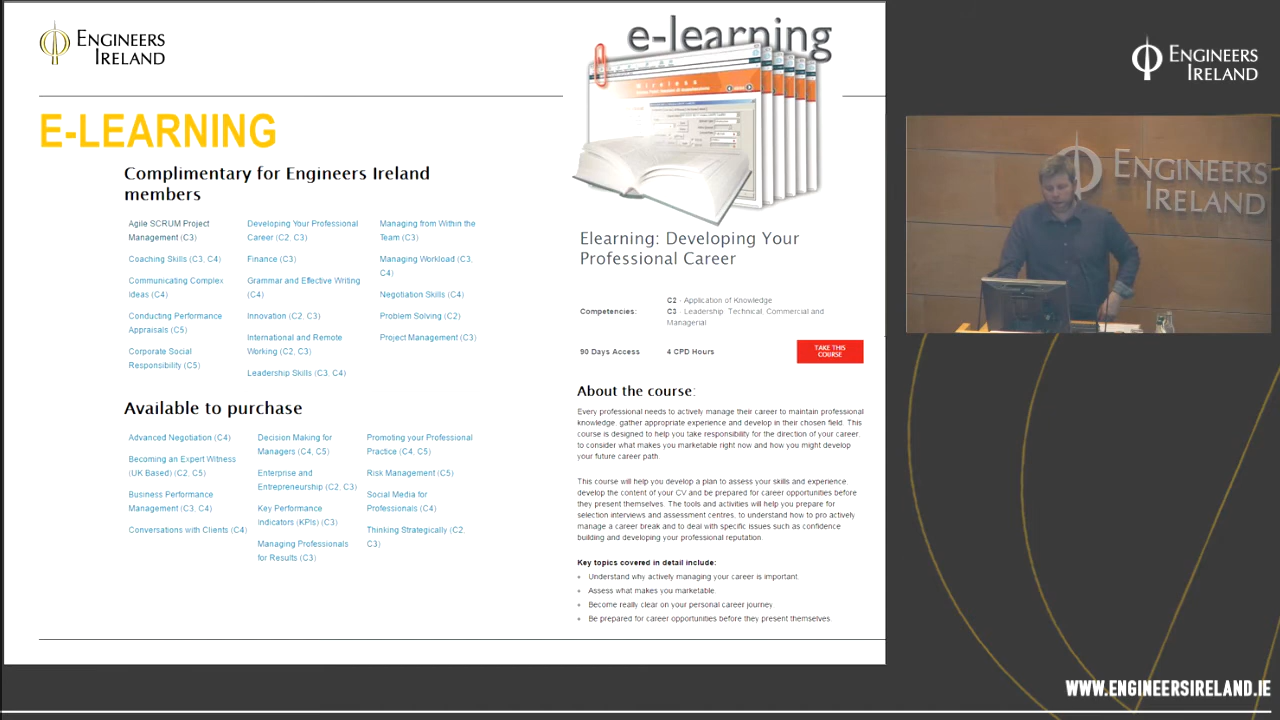 ENGINEERS
IRELAND
e-learning
E-LEARNING
Complimentary for Engineers Ireland
members
Agile SCRUM Project
Management (C3)
Coaching Skills (C3, C4)
Communicating Complex
Ideas (C4)
Conducting Performance
Appraisals (C5)
Corporate Social
Responsibility (C5)
Developing Your Professional
Career (C2, C3)
Finance (C3)
Grammar and Effective Writing
(C4)
Innovation (C2, C3)
International and Remote
Working (C2, C3)
Leadership Skills (C3, C4)
Managing from Within the
Team (C3)
Managing Workload (C3,
C4)
Negotiation Skills (C4)
Problem Solving (C2)
Project Management (C3)
Available to purchase
Advanced Negotiation (C4)
Becoming an Expert Witness
(UK Based) (C2, C5)
Business Performance
Management (C3, C4)
Conversations with Clients (C4)
Decision Making for
Managers (C4, C5)
Enterprise and
Entrepreneurship (C2, C3)
Key Performance
Indicators (KPIs) (C3)
Managing Professionals
for Results (C3)
Promoting your Professional
Practice (C4, C5)
Risk Management (C5)
Social Media for
Professionals (C4)
Thinking Strategically (C2,
C3)
Wireless
Elearning: Developing Your
Professional Career
Competencies:
C2 - Application of Knowledge
C3 - Leadership: Technical, Commercial and
Managerial
90 Days Access 4 CPD Hours
TAKE THIS
COURSE
About the course:
Every professional needs to actively manage their career to maintain professional
knowledge, gather appropriate experience and develop in their chosen field. This
course is designed to help you take responsibility for the direction of your career,
to consider what makes you marketable right now and how you might develop
your future career path.
This course will help you develop a plan to assess your skills and experience,
develop the content of your CV and be prepared for career opportunities before
they present themselves. The tools and activities will help you prepare for
selection interviews and assessment centres, to understand how to pro actively
manage a career break and to deal with specific issues such as confidence
building and developing your professional reputation.
Key topics covered in detail include:
Understand why actively managing your career is important.
Assess what makes you marketable.
Become really clear on your personal career journey
Be prepared for career opportunities before they present themselves.
ENGINEERS
IRELAND
ENGINEERS
IRELAND
WWW.ENGINEERSIRELAND.IE